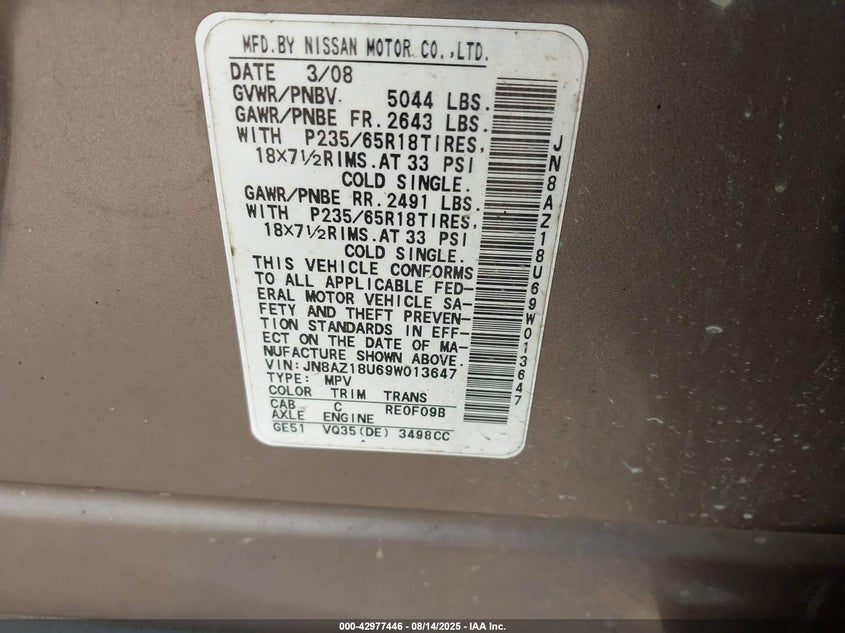 MFD.BY NISSAN MOTOR CO.,LTD.
DATE 3/08
GVWR/PNBV 5044 LBS.
GAWR/PNBE FR. 2643 LBS.
WITH P235/65R18TIRES,
18×7½RIMS.AT 33 PSI
COLD SINGLE.
GAWR/PNBE RR. 2491 LBS.
WITH P235/65R18TIRES,
18×7½RIMS.AT 33 PSI
COLD SINGLE.
THIS VEHICLE CONFORMS
TO ALL APPLICABLE FED-
ERAL MOTOR VEHICLE SA-
FETY AND THEFT PREVEN-
TION STANDARDS IN EFF-
ECT ON THE DATE OF MA-
NUFACTURE SHOWN ABOVE.
VIN:JN8AZ18U69W013647
TYPE: MPV
COLOR TRIM TRANS
CAB C RE0F09B
AXLE ENGINE
GE51 VQ35(DE) 3498CC
JN8AZ18U69W013647
000-42977446 - 08/14/2025 - IAA Inc.